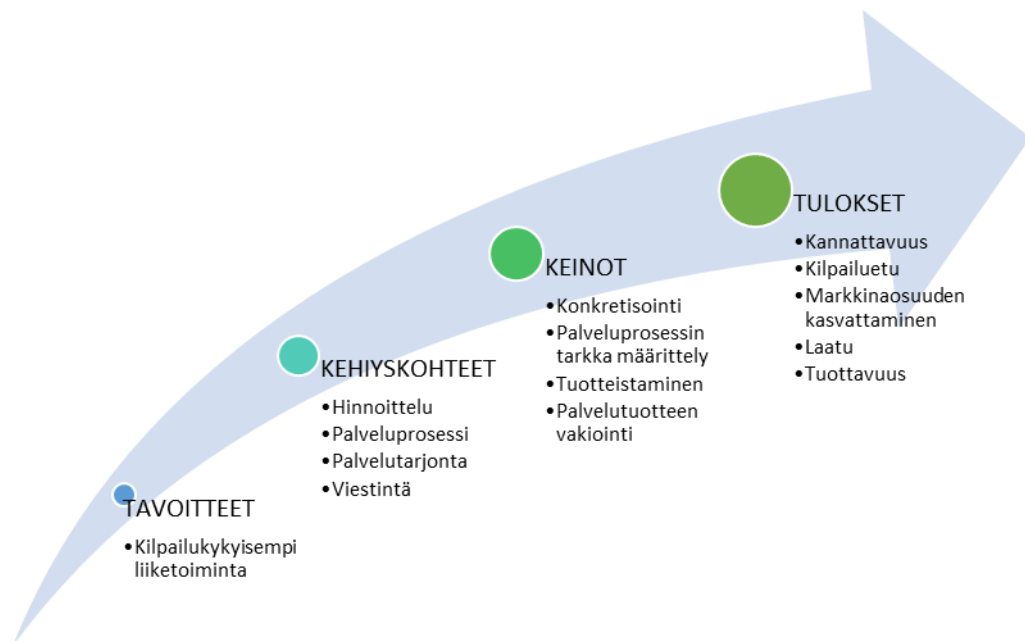 TAVOITTEET
•Kilpailukykyisempi
liiketoiminta
KEHIYSKOHTEET
•Hinnoittelu
•Palveluprosessi
•Palvelutarjonta
•Viestintä
KEINOT
•Konkretisointi
•Palveluprosessin
tarkka määrittely
•Tuotteistaminen
•Palvelutuotteen
vakiointi
TULOKSET
•Kannattavuus
•Kilpailuetu
•Markkinaosuuden
kasvattaminen
•Laatu
•Tuottavuus